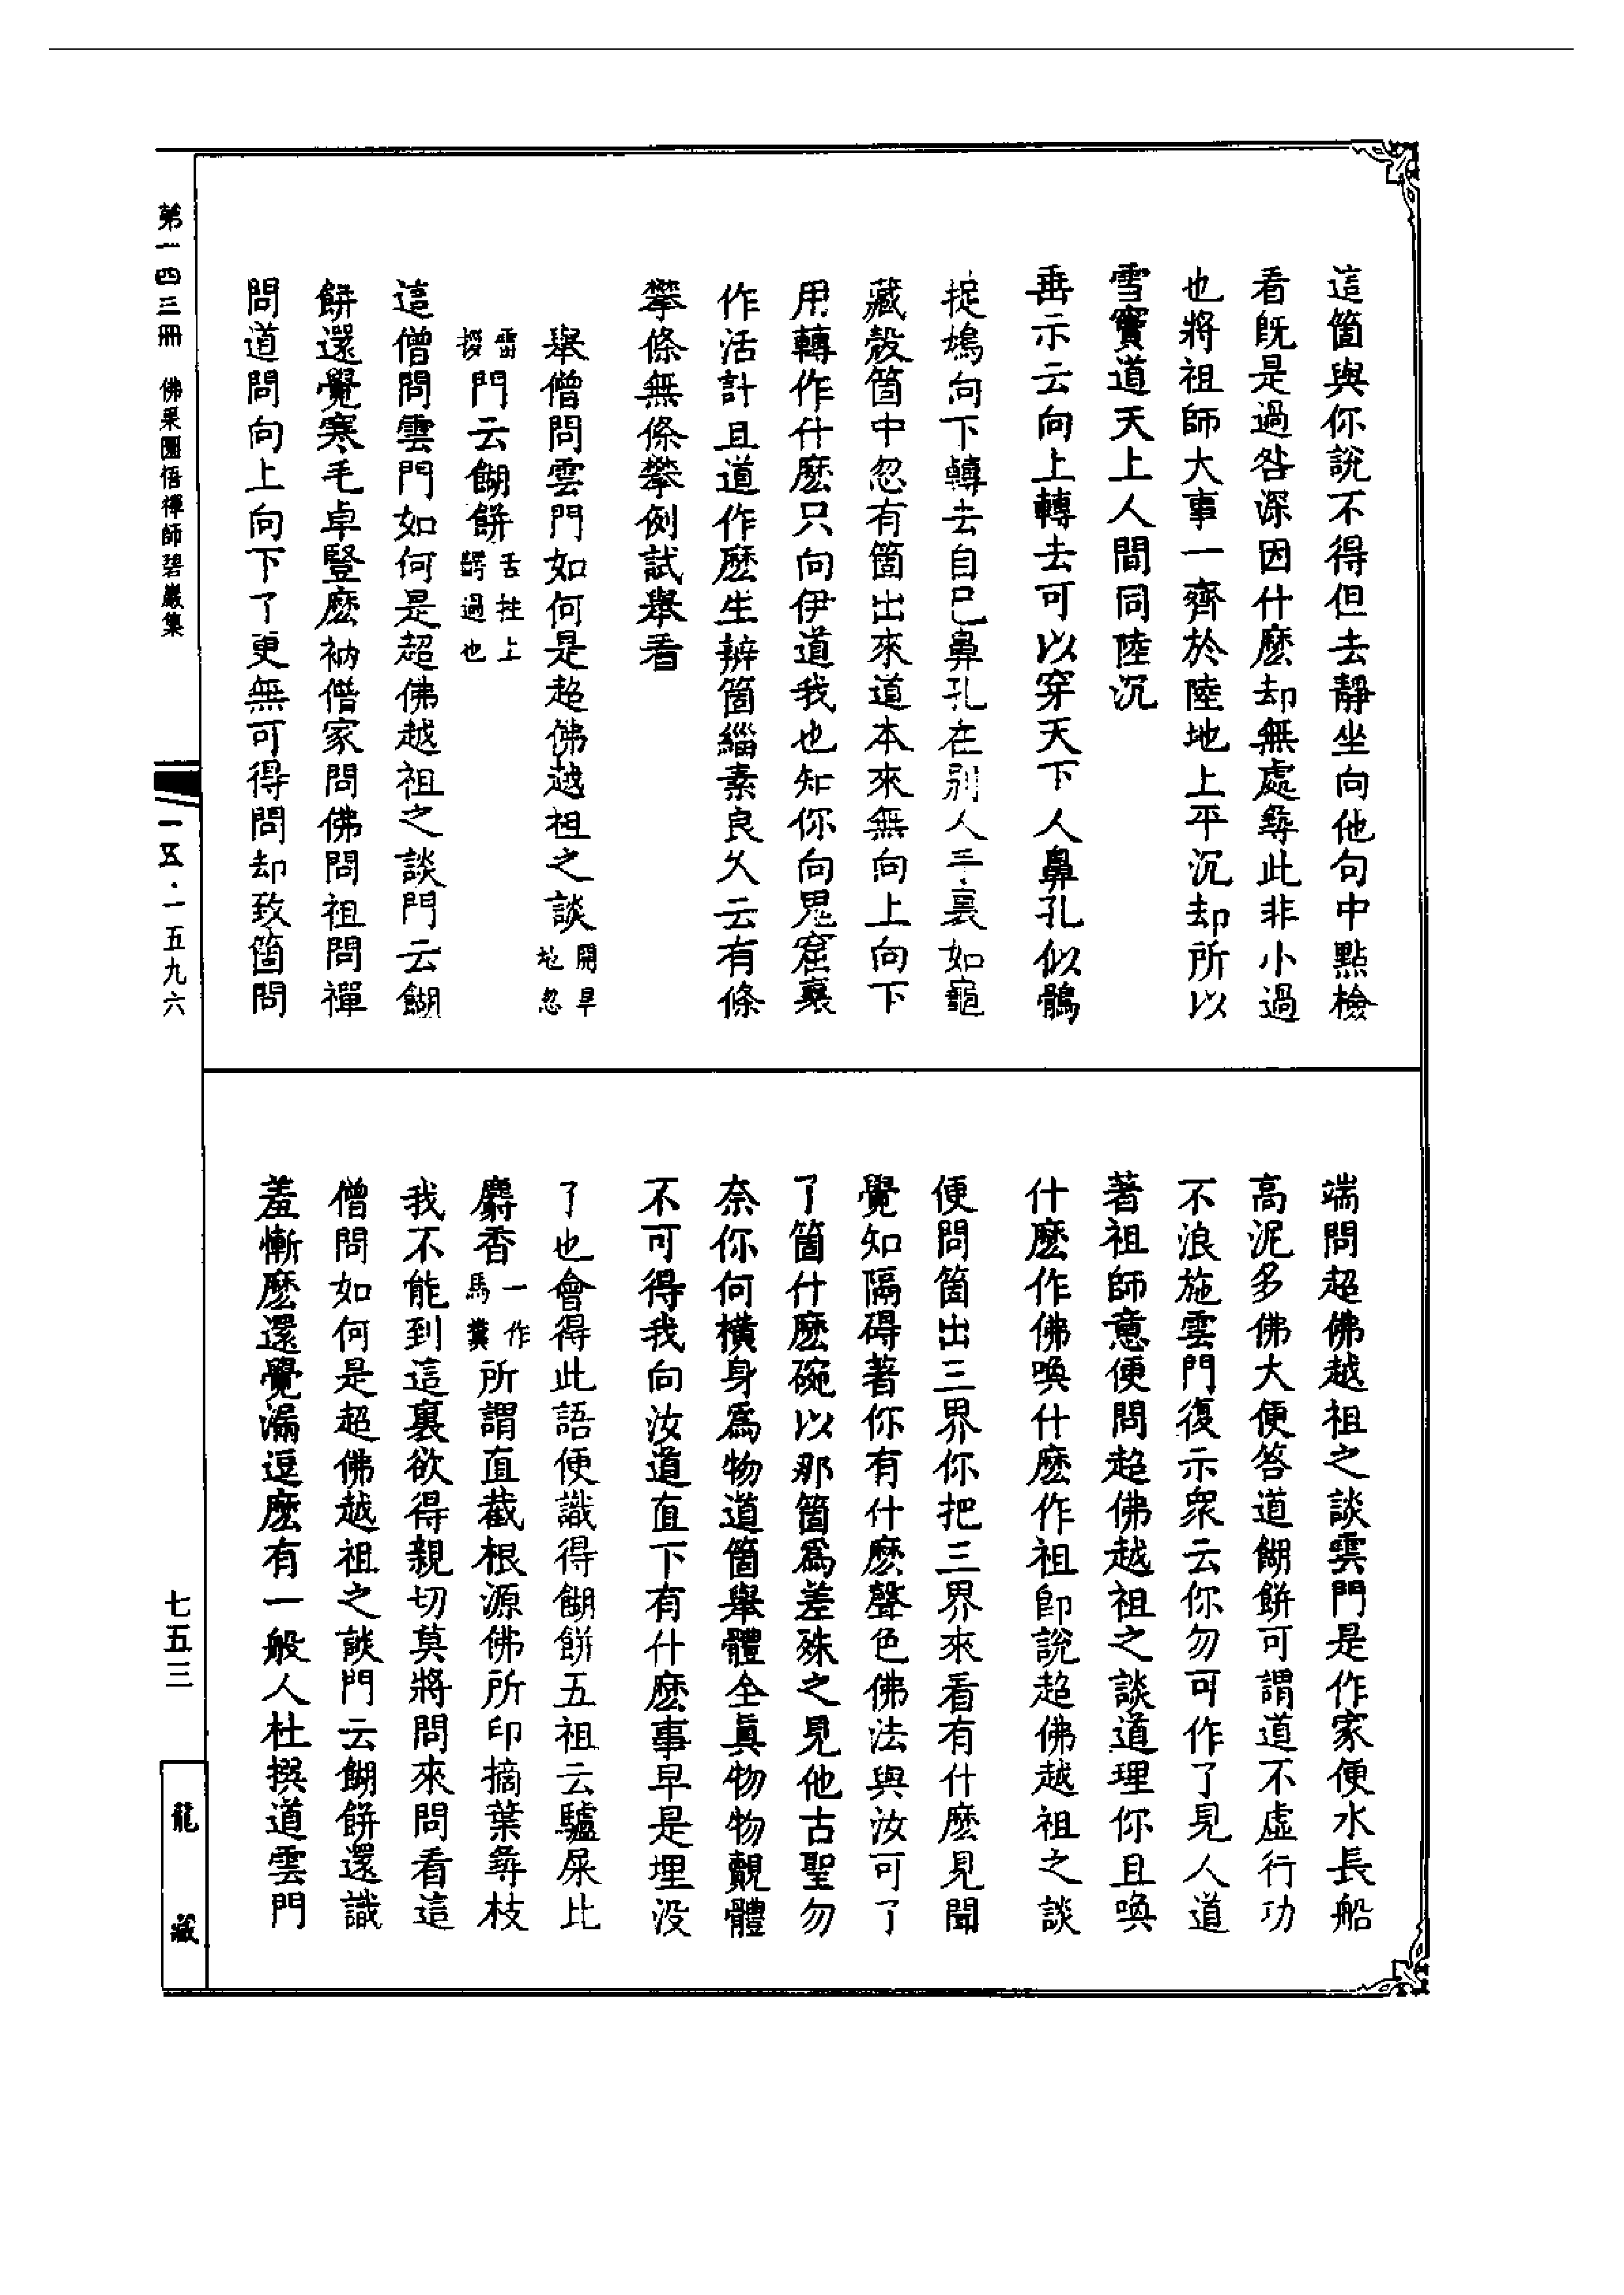 這箇與你說不得但去靜坐向他句中點檢
看旣是過咎深因什麽却無處尋此非小過
也將祖師大事一齊於陸地上平沉却所以
雪竇道天上人間同陸沉
垂示云向上轉去可以穿天下人鼻孔似鶻
捉鳩向下轉去自己鼻孔在別人手裏如龜
藏殼箇中忽有箇出來道本來無向上向下
用轉作什麽只向伊道我也知你向鬼窟裏
作活計且道作麽生辨箇緇素良久云有條
攀條無條攀例試舉看
舉僧問雲門如何是超佛越祖之談開旱地忽
雷㨶門云餬餅舌拄上齶過也
這僧問雲門如何是超佛越祖之談門云餬
餅還覺寒毛卓豎麽衲僧家問佛問祖問禪
問道問向上向下了更無可得問却致箇問
端問超佛越祖之談雲門是作家便水長船
高泥多佛大便答道餬餅可謂道不虛行功
不浪施雲門復示衆云你勿可作了見人道
著祖師意便問超佛越祖之談道理你且喚
什麽作佛喚什麽作祖卽說超佛越祖之談
便問箇出三界你把三界來看有什麽見聞
覺知隔碍著你有什麽聲色佛法與汝可了
了箇什麽碗以那箇爲差殊之見他古聖勿
奈你何橫身爲物道箇舉體全眞物物覿體
不可得我向汝道直下有什麽事早是埋没
了也會得此語便識得餬餅五祖云驢屎比
麝香一作馬糞所謂直截根源佛所印摘葉尋枝
我不能到這裏欲得親切莫將問來問看這
僧問如何是超佛越祖之談門云餬餅還識
羞慚麽還覺漏逗麽有一般人杜撰道雲門
第一四三冊 佛果圜悟禪師碧巖集
一五五·一五九六
七五三
龍藏